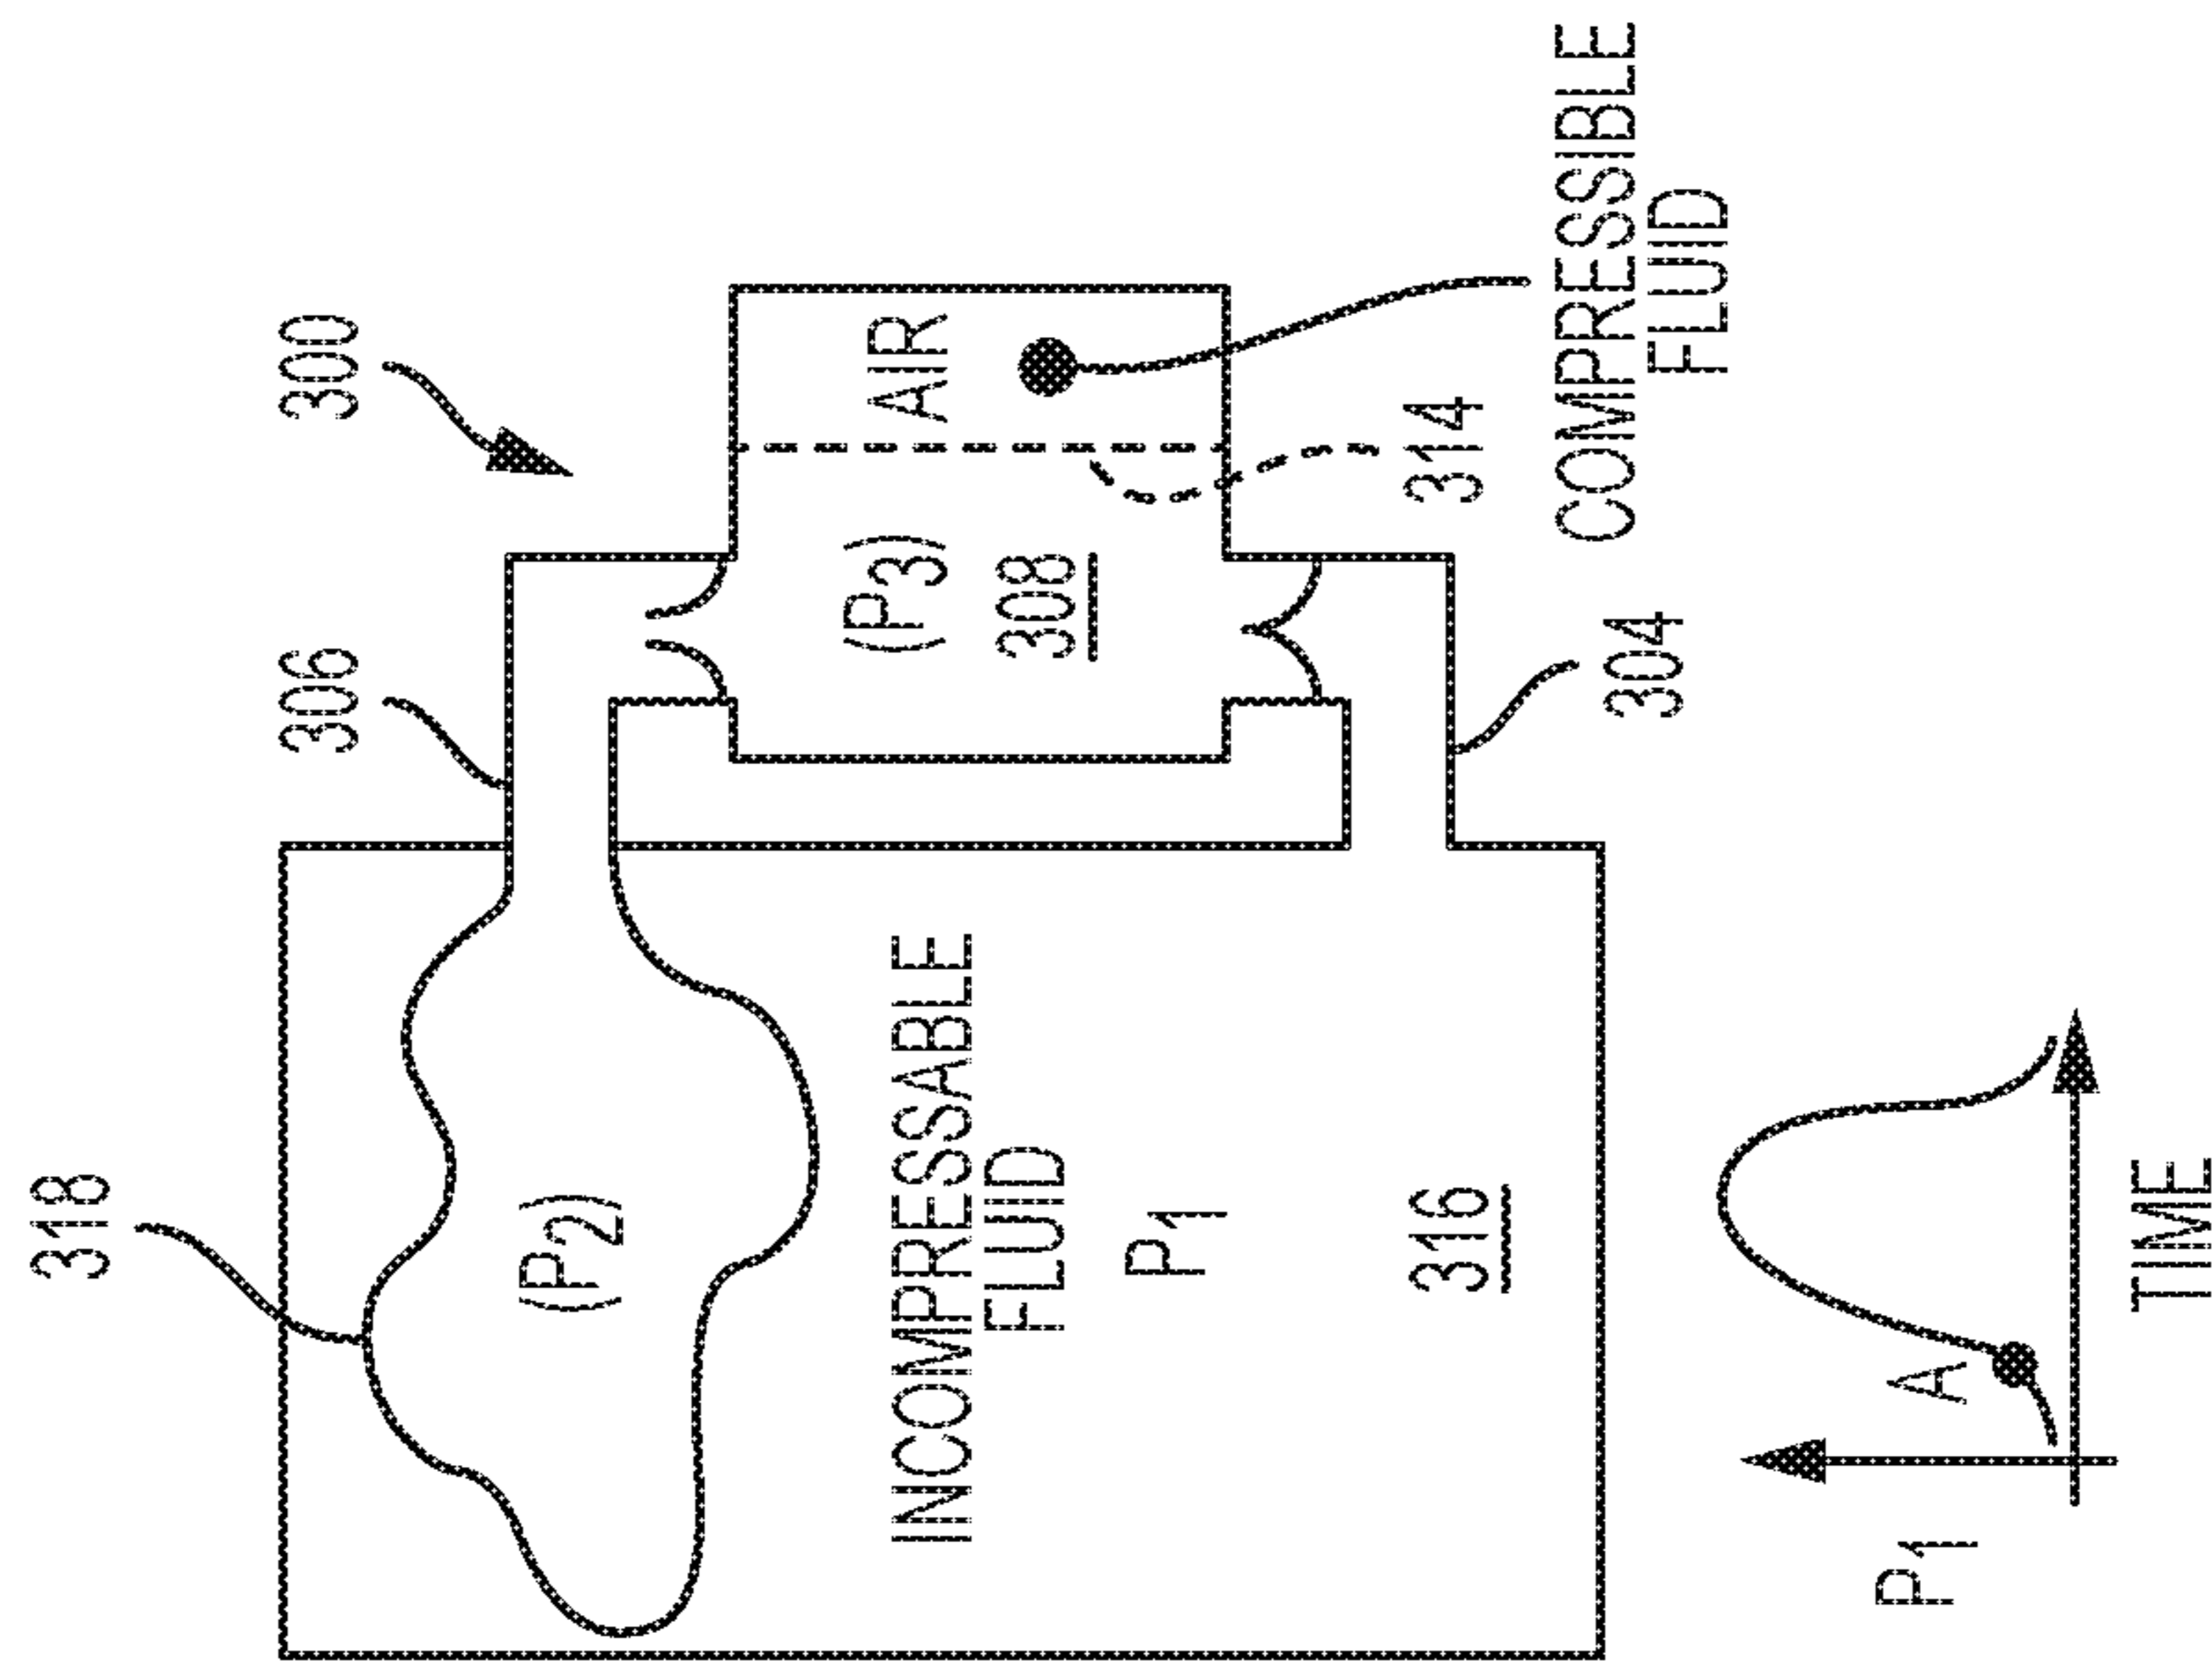 318
306
300
(P2)
INCOMPRESSABLE
FLUID
P1
316
(P3)
308
AIR
314
304
COMPRESSIBLE
FLUID
P1
A
TIME